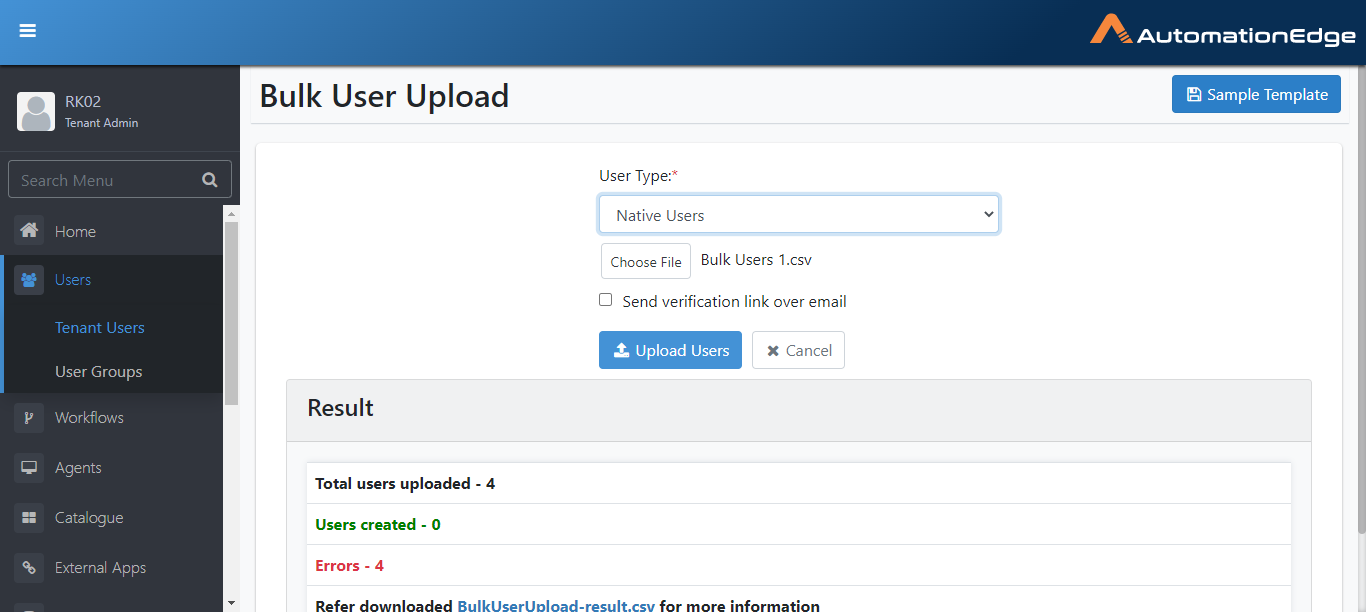 AutomationEdge
RK02
Tenant Admin
Search Menu
Home
Users
Tenant Users
User Groups
Workflows
Agents
Catalogue
External Apps
Bulk User Upload
Sample Template
User Type:*
Native Users
Choose File Bulk Users 1.csv
Send verification link over email
Upload Users Cancel
Result
Total users uploaded - 4
Users created - 0
Errors - 4
Refer downloaded BulkUserUpload-result.csv for more information